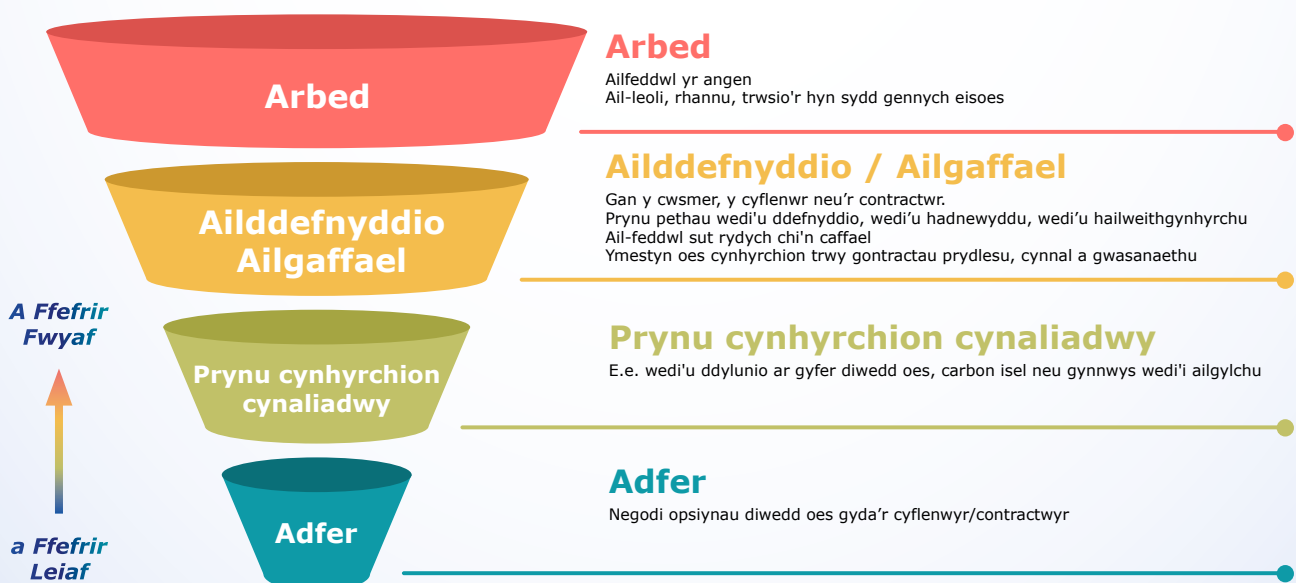 Arbed
Arbed
Ailfeddwl yr angen
Ail-leoli, rhannu, trwsio'r hyn sydd gennych eisoes
Ailddefnyddio
Ailgaffael
Ailddefnyddio / Ailgaffael
Gan y cwsmer, y cyflenwr neu’r contractwr.
Prynu pethau wedi'u ddefnyddio, wedi’u hadnewyddu, wedi’u hailweithgynhyrchu
Ail-feddwl sut rydych chi'n caffael
Ymestyn oes cynhyrchion trwy gontractau prydlesu, cynnal a gwasanaethu
A Ffefrir
Fwyaf
Prynu cynhyrchion
cynaliadwy
Prynu cynhyrchion cynaliadwy
E.e. wedi'u ddylunio ar gyfer diwedd oes, carbon isel neu gynnwys wedi'i ailgylchu
Adfer
Adfer
Negodi opsiynau diwedd oes gyda’r cyflenwyr/contractwyr
a Ffefrir
Leiaf